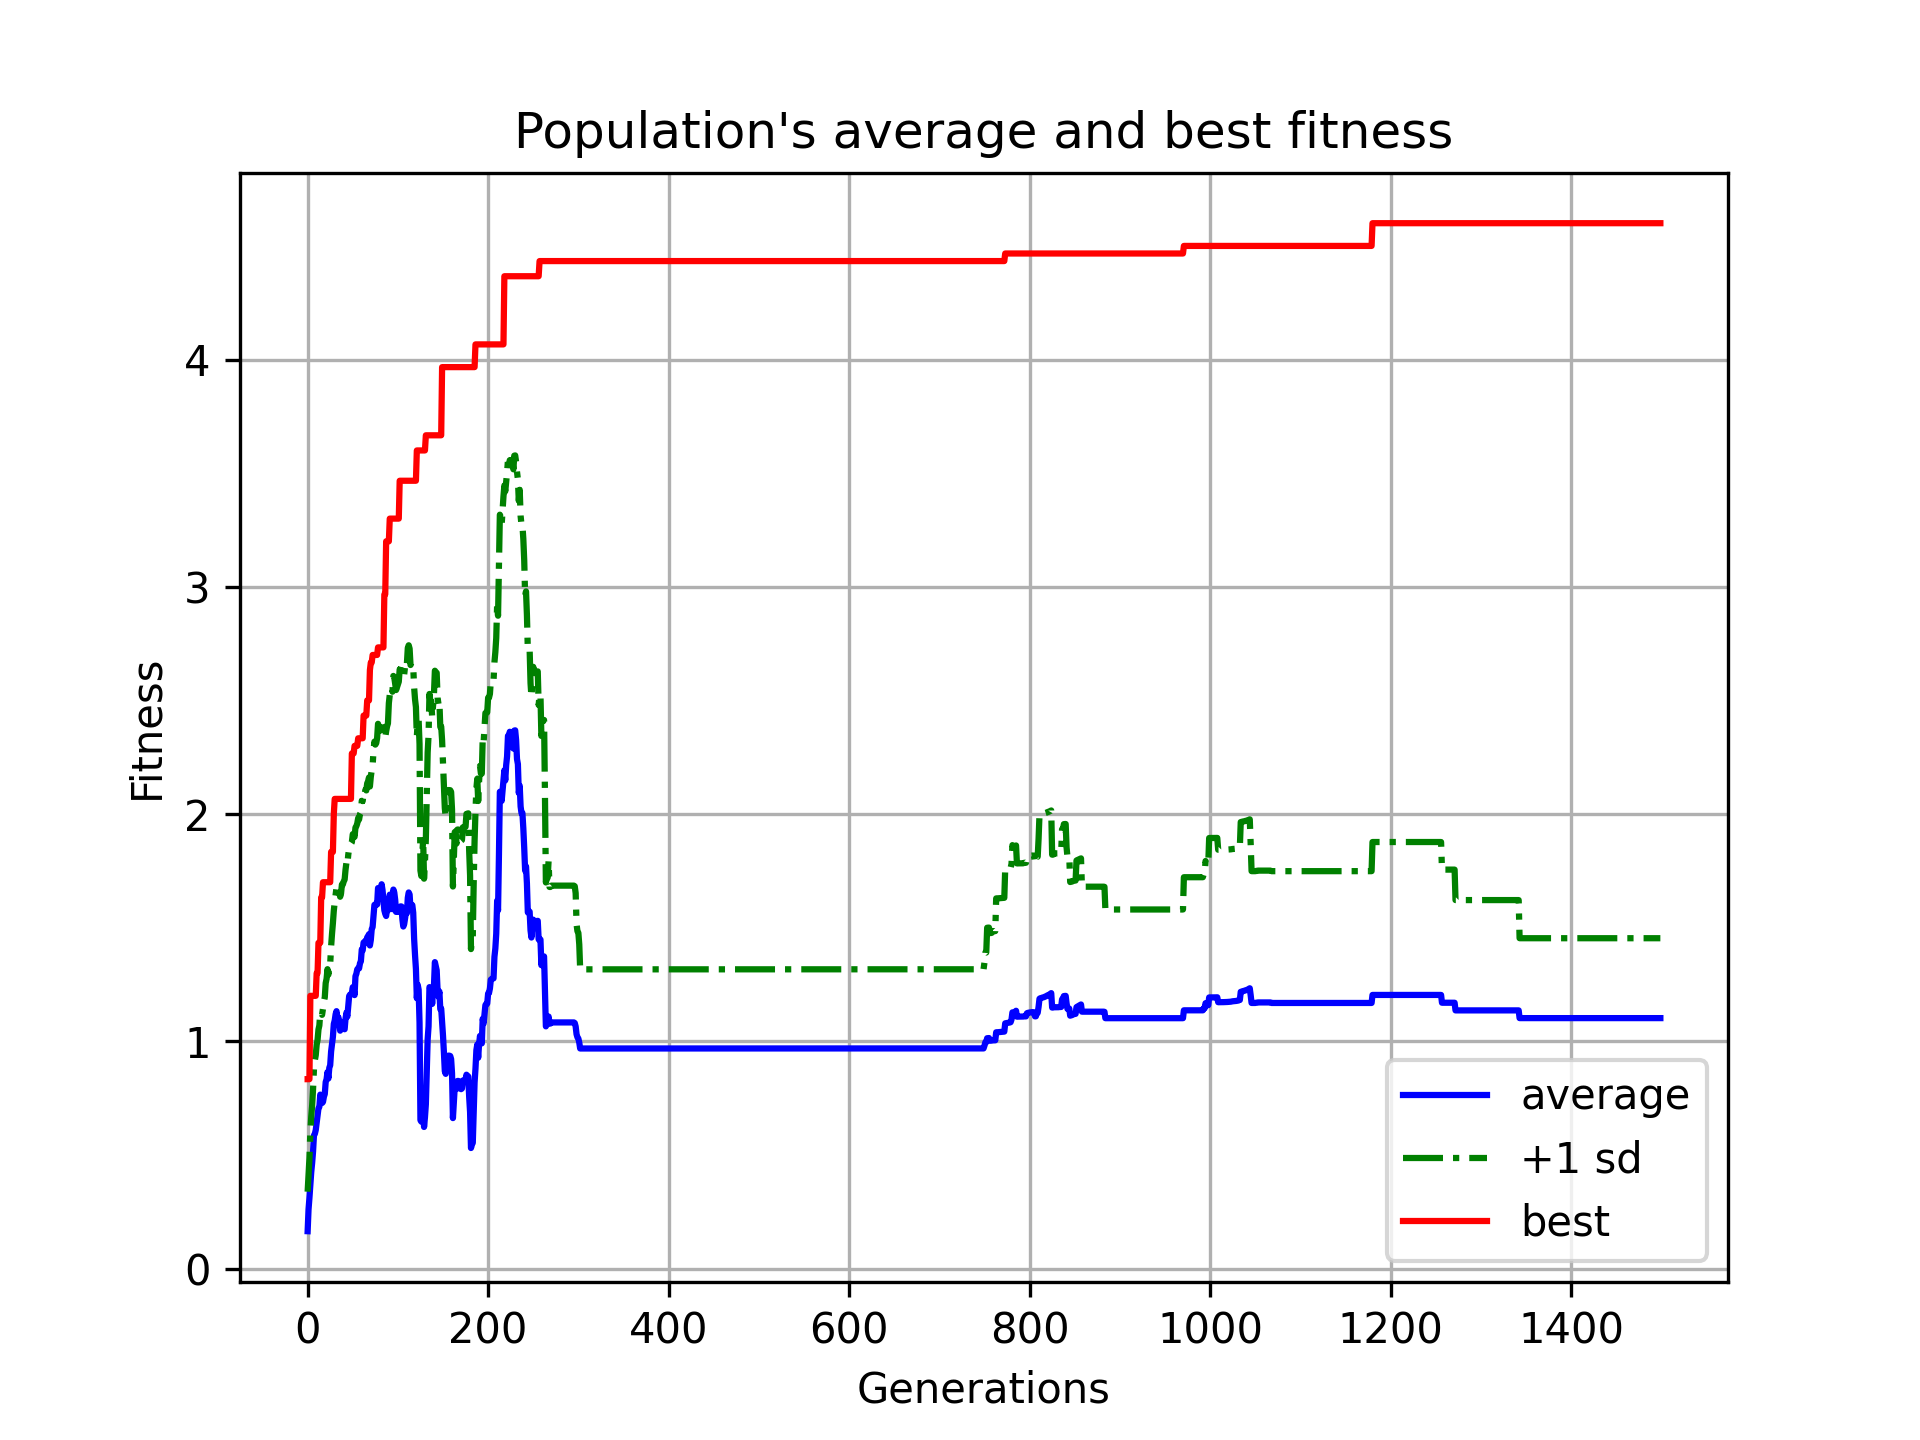 Population's average and best fitness
Fitness
4
3
2
1
0
0 200 400 600 800 1000 1200 1400
Generations
average
+1 sd
best